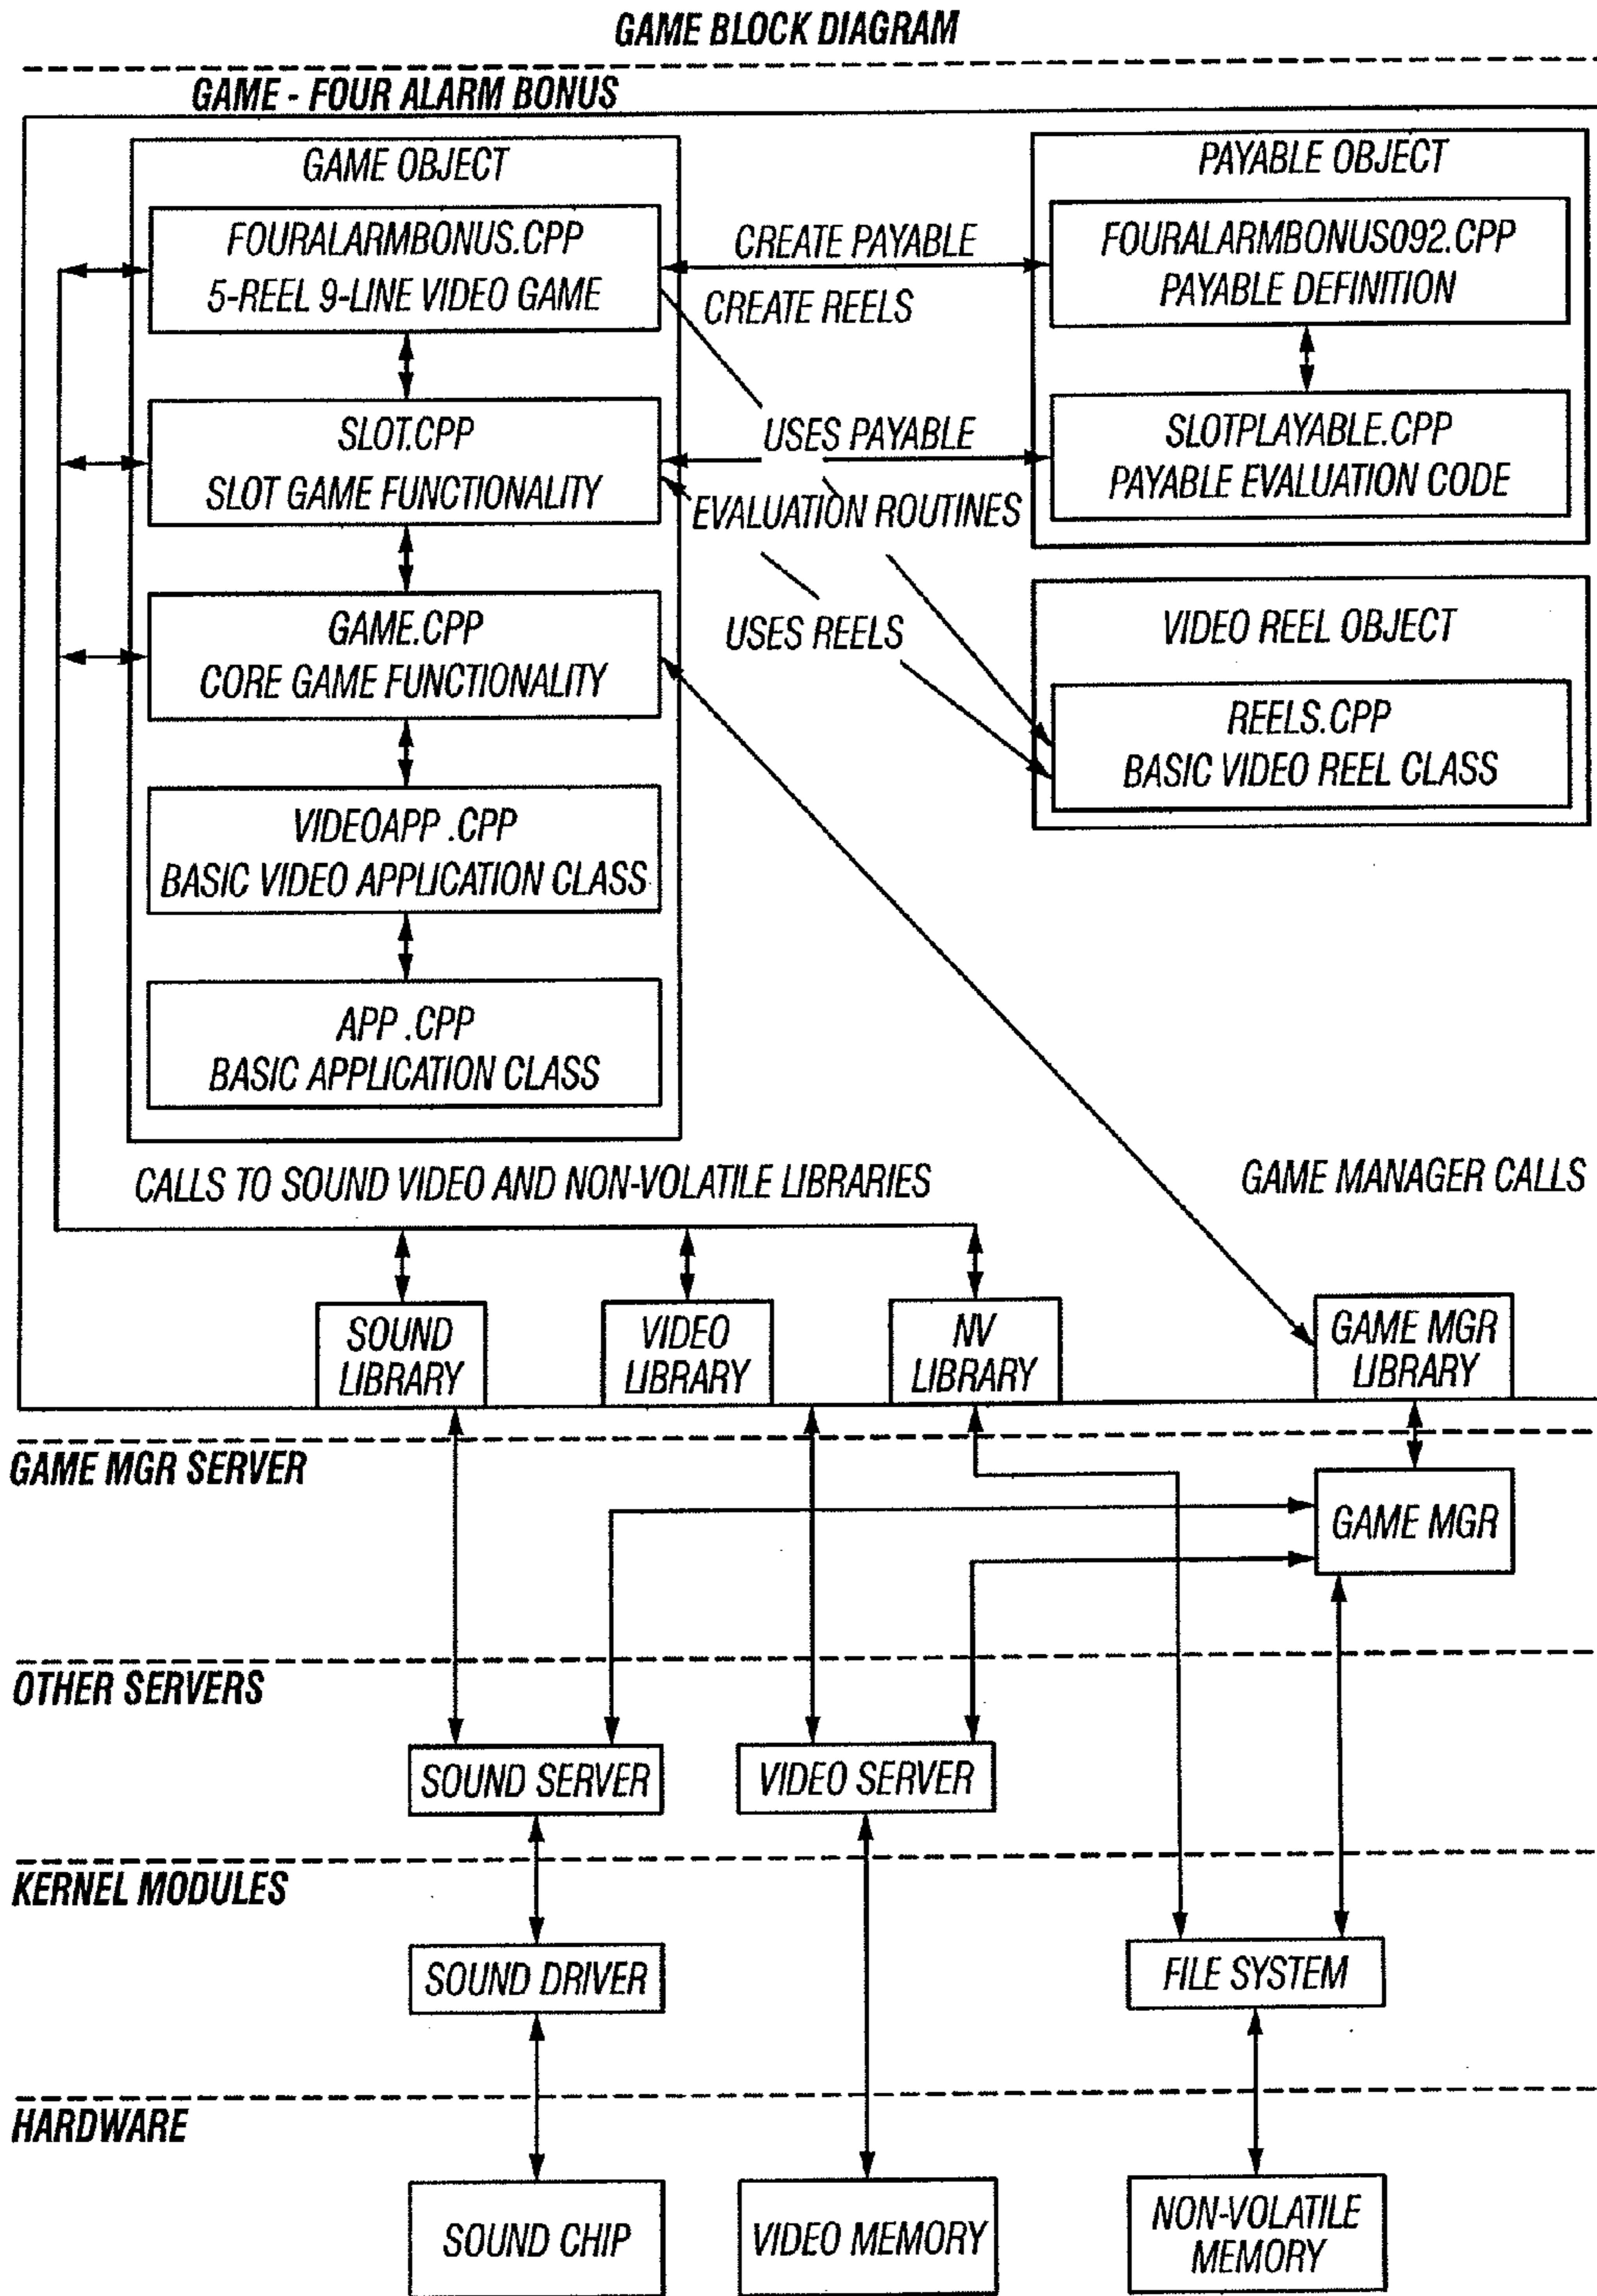 GAME BLOCK DIAGRAM
GAME - FOUR ALARM BONUS
GAME OBJECT
FOURALARMBONUS.CPP
5-REEL 9-LINE VIDEO GAME
SLOT.CPP
SLOT GAME FUNCTIONALITY
GAME.CPP
CORE GAME FUNCTIONALITY
VIDEOAPP .CPP
BASIC VIDEO APPLICATION CLASS
APP .CPP
BASIC APPLICATION CLASS
CREATE PAYABLE
CREATE REELS
USES PAYABLE
EVALUATION ROUTINES
USES REELS
PAYABLE OBJECT
FOURALARMBONUS092.CPP
PAYABLE DEFINITION
SLOTPLAYABLE.CPP
PAYABLE EVALUATION CODE
VIDEO REEL OBJECT
REELS.CPP
BASIC VIDEO REEL CLASS
CALLS TO SOUND VIDEO AND NON-VOLATILE LIBRARIES
GAME MANAGER CALLS
SOUND
LIBRARY
VIDEO
LIBRARY
NV
LIBRARY
GAME MGR
LIBRARY
GAME MGR SERVER
GAME MGR
OTHER SERVERS
SOUND SERVER
VIDEO SERVER
KERNEL MODULES
SOUND DRIVER
FILE SYSTEM
HARDWARE
SOUND CHIP
VIDEO MEMORY
NON-VOLATILE
MEMORY